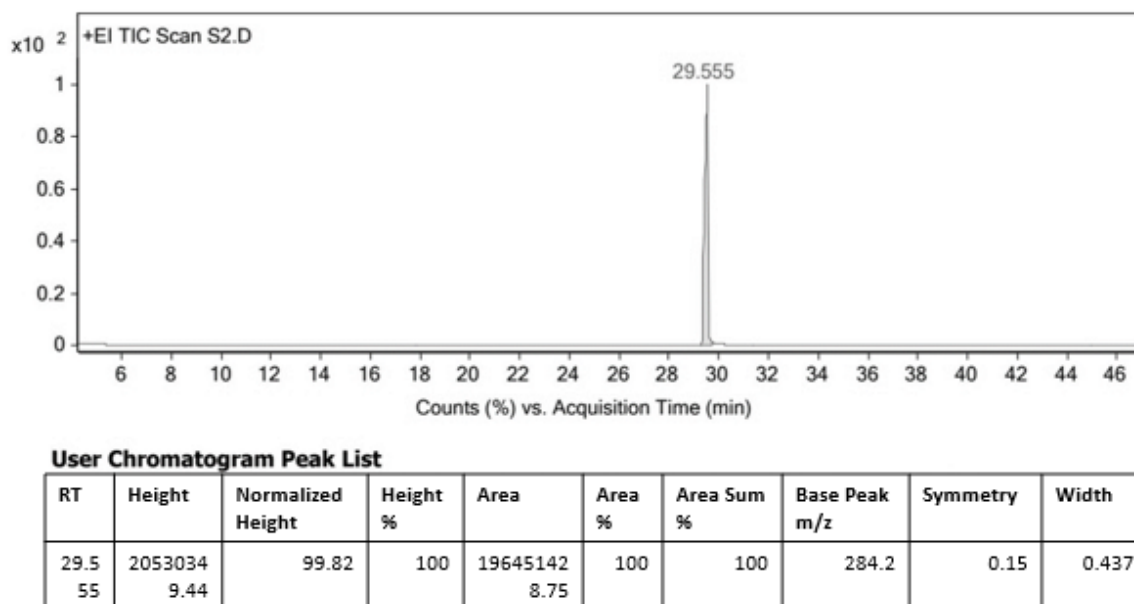 x10 2
+EI TIC Scan S2.D
29.555
1
0.8
0.6
0.4
0.2
0
6 8 10 12 14 16 18 20 22 24 26 28 30 32 34 36 38 40 42 44 46
Counts (%) vs. Acquisition Time (min)
User Chromatogram Peak List
RT Height Normalized Height Height % Area Area % Area Sum % Base Peak m/z Symmetry Width
29.5 2053034 99.82 100 19645142 100 100 284.2 0.15 0.437
55 9.44 8.75